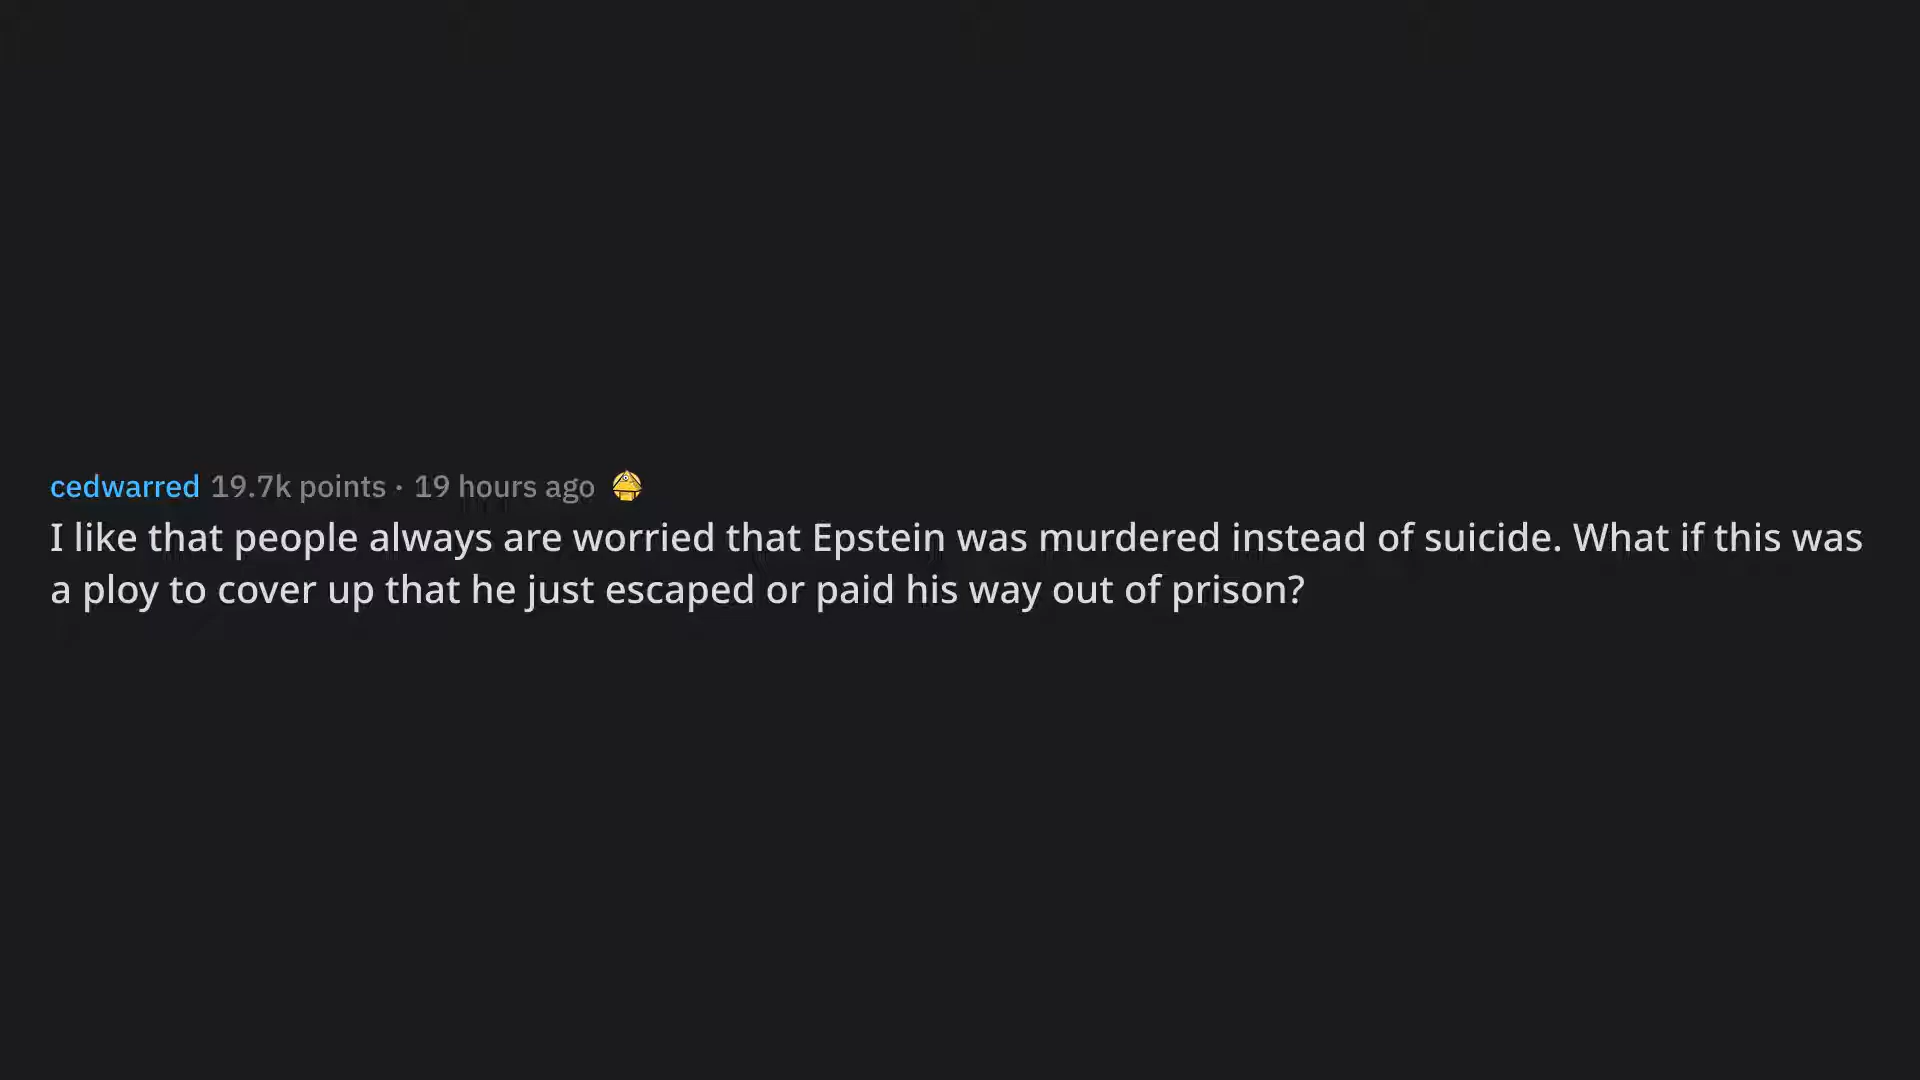 cedwarred 19.7k points · 19 hours ago
I like that people always are worried that Epstein was murdered instead of suicide. What if this was
a ploy to cover up that he just escaped or paid his way out of prison?